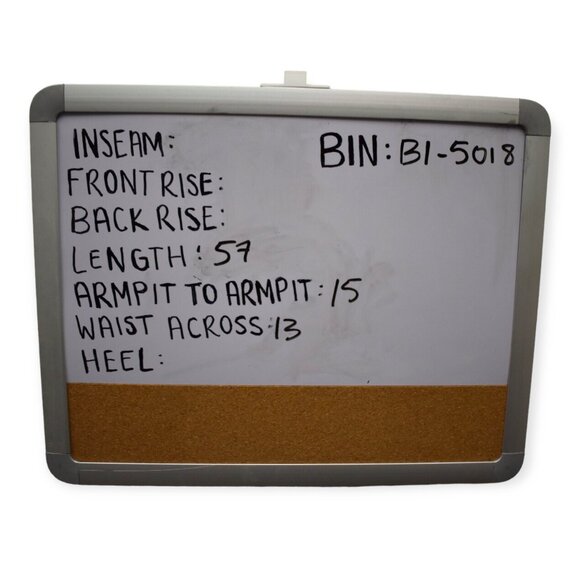 INSEAM:
BIN: B1-5018
FRONT RISE:
BACK RISE:
LENGTH: 57
ARMPIT TO ARMPIT: 15
WAIST ACROSS: 13
HEEL: